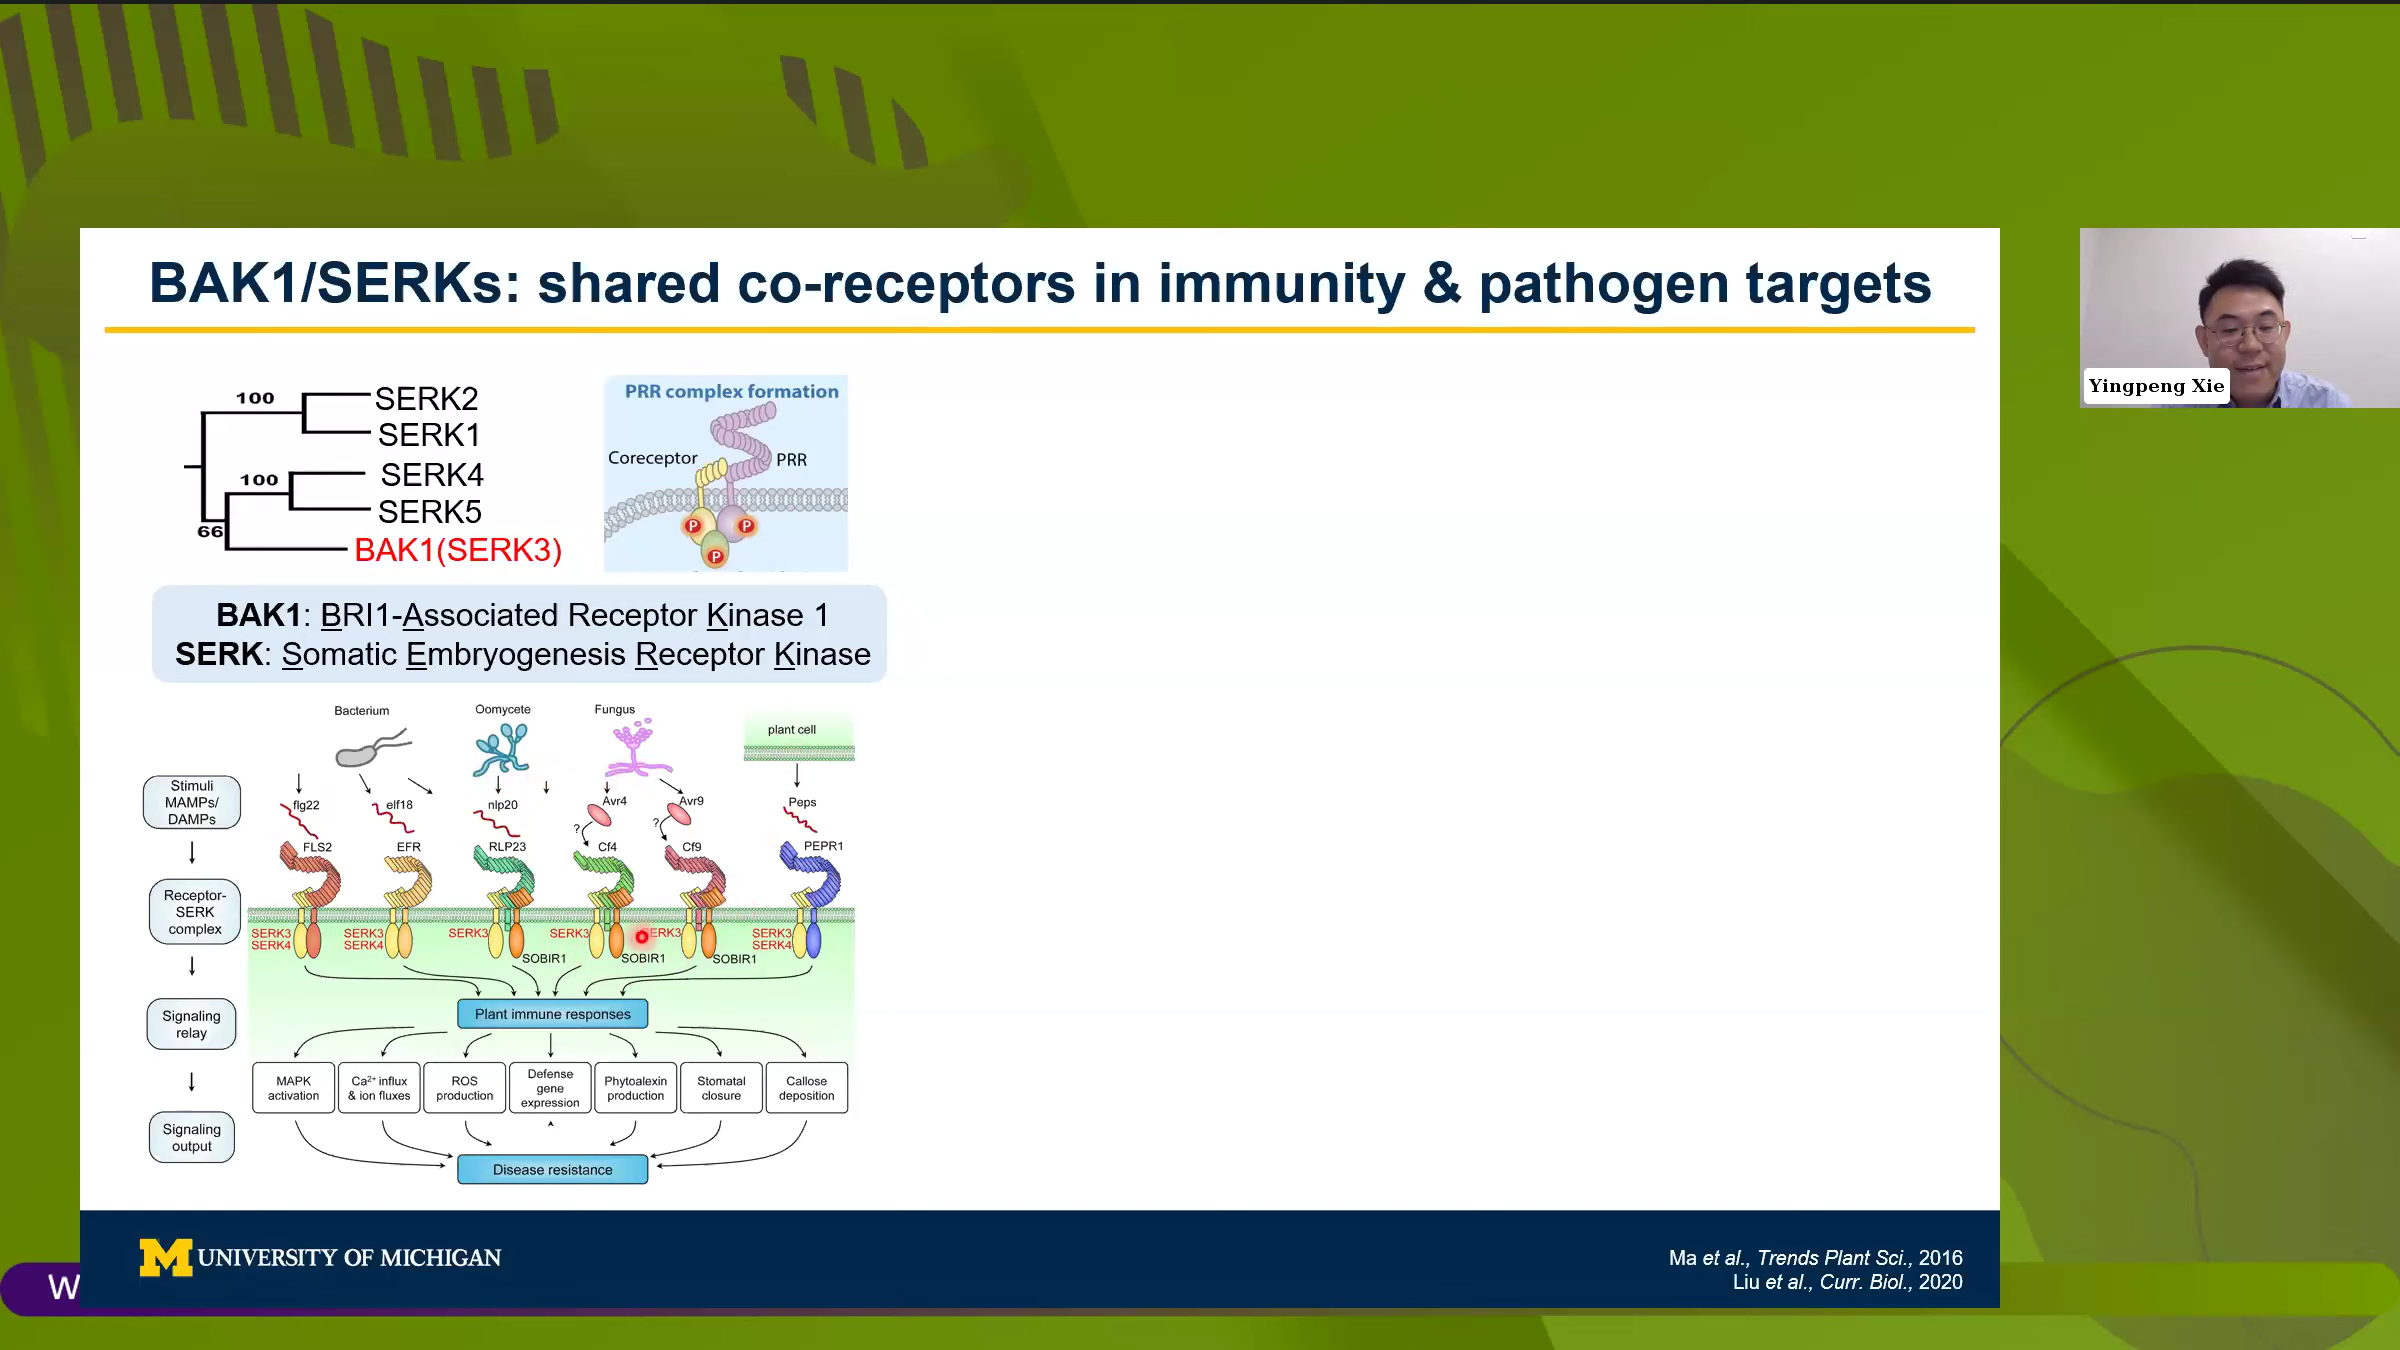 BAK1/SERKs: shared co-receptors in immunity & pathogen targets
100
SERK2
SERK1
100
SERK4
SERK5
66
BAK1(SERK3)
PRR complex formation
Coreceptor
PRR
P
P
P
BAK1: BRI1-Associated Receptor Kinase 1
SERK: Somatic Embryogenesis Receptor Kinase
Bacterium
Oomycete
Fungus
plant cell
Stimuli
MAMPs/
DAMPs
flg22
elf18
nlp20
Avr4
Avr9
Peps
?
?
FLS2
EFR
RLP23
Cf4
Cf9
PEPR1
Receptor-
SERK
complex
SERK3
SERK4
SERK3
SERK4
SERK3
SERK3
SERK3
SERK3
SERK4
SOBIR1
SOBIR1
SOBIR1
Signaling
relay
Plant immune responses
MAPK
activation
Ca²⁺ influx
& ion fluxes
ROS
production
Defense
gene
expression
Phytoalexin
production
Stomatal
closure
Callose
deposition
Signaling
output
Disease resistance
M UNIVERSITY OF MICHIGAN
Ma et al., Trends Plant Sci., 2016
Liu et al., Curr. Biol., 2020
Yingpeng Xie
W